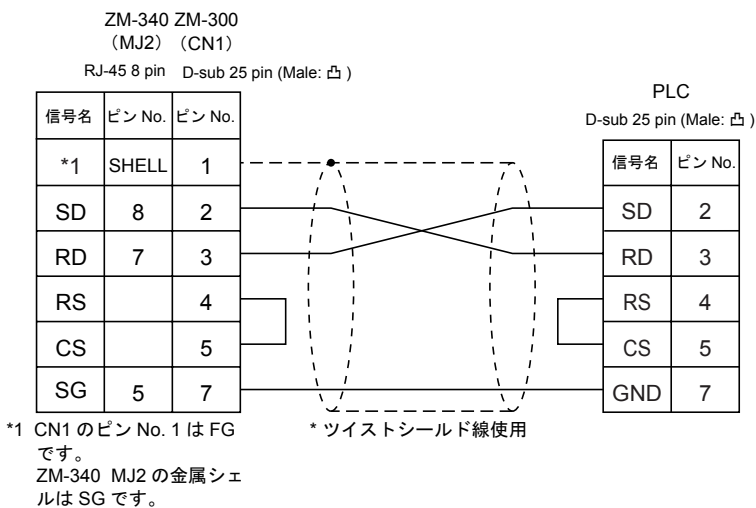 ZM-340 ZM-300
（MJ2）（CN1）
RJ-45 8 pin D-sub 25 pin (Male: 凸 )
信号名 ピン No. ピン No.
*1 SHELL 1
SD 8 2
RD 7 3
RS 4
CS 5
SG 5 7
PLC
D-sub 25 pin (Male: 凸 )
信号名 ピン No.
SD 2
RD 3
RS 4
CS 5
GND 7
*1 CN1 のピン No. 1 は FG
です。
ZM-340 MJ2 の金属シェ
ルは SG です。
* ツイストシールド線使用